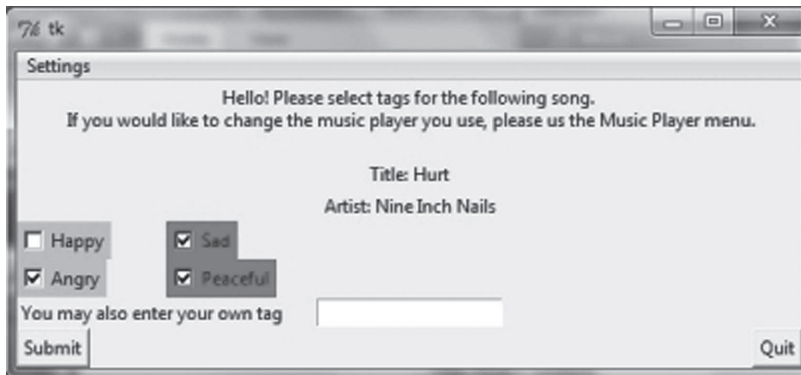 tk
Settings
Hello! Please select tags for the following song.
If you would like to change the music player you use, please us the Music Player menu.
Title: Hurt
Artist: Nine Inch Nails
Happy Sad
Angry Peaceful
You may also enter your own tag
Submit Quit